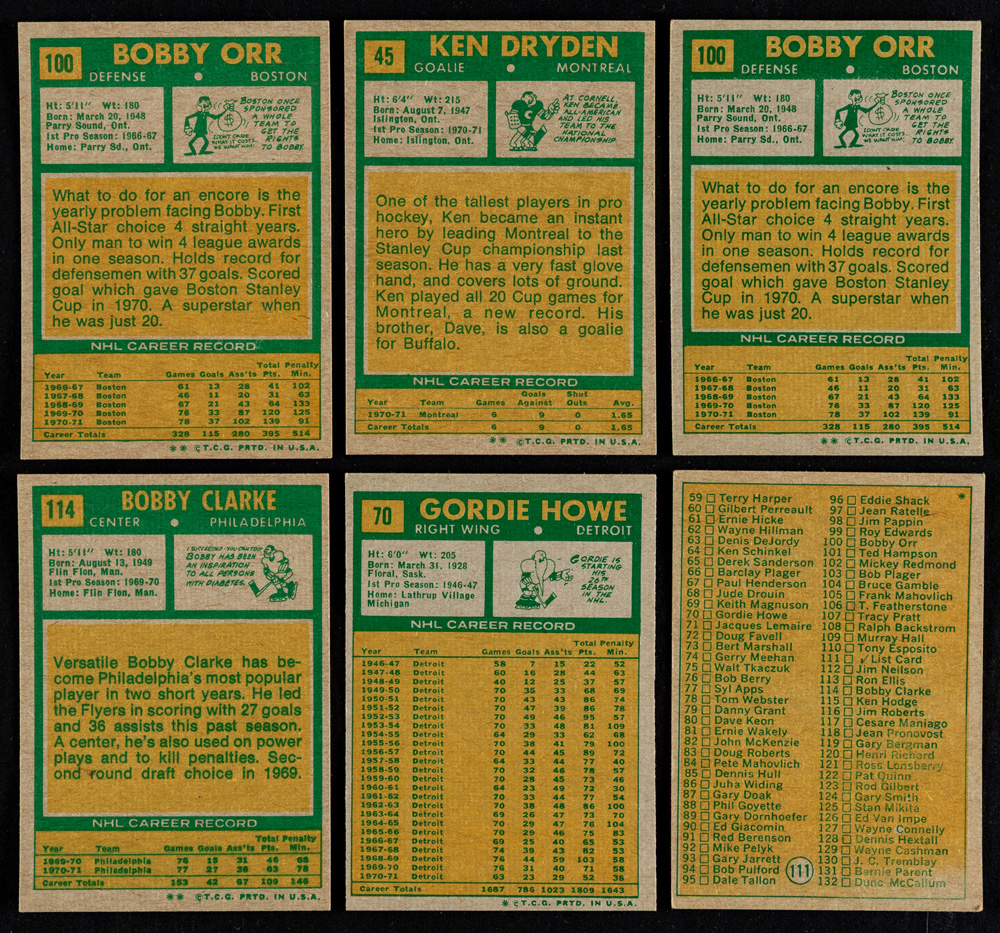 100 BOBBY ORR
DEFENSE • BOSTON
Ht: 5'11" Wt: 180
Born: March 20, 1948
Parry Sound, Ont.
1st Pro Season: 1966-67
Home: Parry Sd., Ont.
BOSTON ONCE
SPONSORED
A WHOLE
TEAM TO
GET THE
RIGHTS
TO BOBBY.
I DON'T CARE
WHAT IT COSTS
WE WANT HIM!
What to do for an encore is the
yearly problem facing Bobby. First
All-Star choice 4 straight years.
Only man to win 4 league awards
in one season. Holds record for
defensemen with 37 goals. Scored
goal which gave Boston Stanley
Cup in 1970. A superstar when
he was just 20.
NHL CAREER RECORD
Total Penalty
Year Team Games Goals Ass'ts Pts. Min.
1966-67 Boston 61 13 28 41 102
1967-68 Boston 46 11 20 31 63
1968-69 Boston 67 21 43 64 133
1969-70 Boston 76 33 87 120 125
1970-71 Boston 78 37 102 139 91
Career Totals 328 115 280 395 514
** © T.C.G. PRTD. IN U.S.A.
45 KEN DRYDEN
GOALIE • MONTREAL
Ht: 6'4" Wt: 215
Born: August 7, 1947
Islington, Ont.
1st Pro Season: 1970-71
Home: Islington, Ont.
AT CORNELL,
KEN BECAME
ALL-AMERICAN
AND LED HIS
TEAM TO THE
NATIONAL
CHAMPIONSHIP
C
One of the tallest players in pro
hockey, Ken became an instant
hero by leading Montreal to the
Stanley Cup championship last
season. He has a very fast glove
hand, and covers lots of ground.
Ken played all 20 Cup games for
Montreal, a new record. His
brother, Dave, is also a goalie
for Buffalo.
NHL CAREER RECORD
Goals Shut
Year Team Games Against Outs Avg.
1970-71 Montreal 6 9 0 1.65
Career Totals 6 9 0 1.65
** © T.C.G. PRTD. IN U.S.A.
100 BOBBY ORR
DEFENSE • BOSTON
Ht: 5'11" Wt: 180
Born: March 20, 1948
Parry Sound, Ont.
1st Pro Season: 1966-67
Home: Parry Sd., Ont.
BOSTON ONCE
SPONSORED
A WHOLE
TEAM TO
GET THE
RIGHTS
TO BOBBY.
I DON'T CARE
WHAT IT COSTS
WE WANT HIM!
What to do for an encore is the
yearly problem facing Bobby. First
All-Star choice 4 straight years.
Only man to win 4 league awards
in one season. Holds record for
defensemen with 37 goals. Scored
goal which gave Boston Stanley
Cup in 1970. A superstar when
he was just 20.
NHL CAREER RECORD
Total Penalty
Year Team Games Goals Ass'ts Pts. Min.
1966-67 Boston 61 13 28 41 102
1967-68 Boston 46 11 20 31 63
1968-69 Boston 67 21 43 64 133
1969-70 Boston 76 33 87 120 125
1970-71 Boston 78 37 102 139 91
Career Totals 328 115 280 395 514
** © T.C.G. PRTD. IN U.S.A.
114 BOBBY CLARKE
CENTER • PHILADELPHIA
Ht: 5'11" Wt: 180
Born: August 13, 1949
Flin Flon, Man.
1st Pro Season: 1969-70
Home: Flin Flon, Man.
I SUCCEEDED-YOU CAN TOO!
BOBBY HAS BEEN
AN INSPIRATION
TO ALL PERSONS
WITH DIABETES.
Versatile Bobby Clarke has be-
come Philadelphia's most popular
player in two short years. He led
the Flyers in scoring with 27 goals
and 36 assists this past season.
A center, he's also used on power
plays and to kill penalties. Sec-
ond round draft choice in 1969.
NHL CAREER RECORD
Total Penalty
Year Team Games Goals Ass'ts Pts. Min.
1969-70 Philadelphia 76 15 31 46 68
1970-71 Philadelphia 77 27 36 63 78
Career Totals 153 42 67 109 146
** © T.C.G. PRTD. IN U.S.A.
70 GORDIE HOWE
RIGHT WING • DETROIT
Ht: 6'0" Wt: 205
Born: March 31, 1928
Floral, Sask.
1st Pro Season: 1946-47
Home: Lathrup Village
Michigan
GORDIE IS
STARTING
HIS
26TH
SEASON
IN THE
NHL.
NHL CAREER RECORD
Total Penalty
Year Team Games Goals Ass'ts Pts. Min.
1946-47 Detroit 58 7 15 22 52
1947-48 Detroit 60 16 28 44 63
1948-49 Detroit 40 12 25 37 57
1949-50 Detroit 70 35 33 68 69
1950-51 Detroit 70 43 43 86 74
1951-52 Detroit 70 47 39 86 78
1952-53 Detroit 70 49 46 95 57
1953-54 Detroit 70 33 48 81 109
1954-55 Detroit 64 29 33 62 68
1955-56 Detroit 70 38 41 79 100
1956-57 Detroit 70 44 45 89 72
1957-58 Detroit 64 33 44 77 40
1958-59 Detroit 70 32 46 78 57
1959-60 Detroit 70 28 45 73 46
1960-61 Detroit 64 23 49 72 30
1961-62 Detroit 70 33 44 77 54
1962-63 Detroit 70 38 48 86 100
1963-64 Detroit 69 26 47 73 70
1964-65 Detroit 70 29 47 76 104
1965-66 Detroit 70 29 46 75 83
1966-67 Detroit 69 25 40 65 53
1967-68 Detroit 74 39 43 82 53
1968-69 Detroit 76 44 59 103 58
1969-70 Detroit 76 31 40 71 58
1970-71 Detroit 63 23 29 52 38
Career Totals 1687 786 1023 1809 1643
* © T.C.G. PRTD. IN U.S.A.
*
59 Terry Harper
60 Gilbert Perreault
61 Ernie Hicke
62 Wayne Hillman
63 Denis DeJordy
64 Ken Schinkel
65 Derek Sanderson
66 Barclay Plager
67 Paul Henderson
68 Jude Drouin
69 Keith Magnuson
70 Gordie Howe
71 Jacques Lemaire
72 Doug Favell
73 Bert Marshall
74 Gerry Meehan
75 Walt Tkaczuk
76 Bob Berry
77 Syl Apps
78 Tom Webster
79 Danny Grant
80 Dave Keon
81 Ernie Wakely
82 John McKenzie
83 Doug Roberts
84 Pete Mahovlich
85 Dennis Hull
86 Juha Widing
87 Gary Doak
88 Phil Goyette
89 Gary Dornhoefer
90 Ed Giacomin
91 Red Berenson
92 Mike Pelyk
93 Gary Jarrett
94 Bob Pulford
95 Dale Tallon
96 Eddie Shack
97 Jean Ratelle
98 Jim Pappin
99 Roy Edwards
100 Bobby Orr
101 Ted Hampson
102 Mickey Redmond
103 Bob Plager
104 Bruce Gamble
105 Frank Mahovlich
106 T. Featherstone
107 Tracy Pratt
108 Ralph Backstrom
109 Murray Hall
110 Tony Esposito
111 ✓List Card
112 Jim Neilson
113 Ron Ellis
114 Bobby Clarke
115 Ken Hodge
116 Jim Roberts
117 Cesare Maniago
118 Jean Pronovost
119 Gary Bergman
120 Henri Richard
121 Ross Lonsberry
122 Pat Quinn
123 Rod Gilbert
124 Gary Smith
125 Stan Mikita
126 Ed Van Impe
127 Wayne Connelly
128 Dennis Hextall
129 Wayne Cashman
130 J. C. Tremblay
131 Bernie Parent
132 Dunc McCallum
111